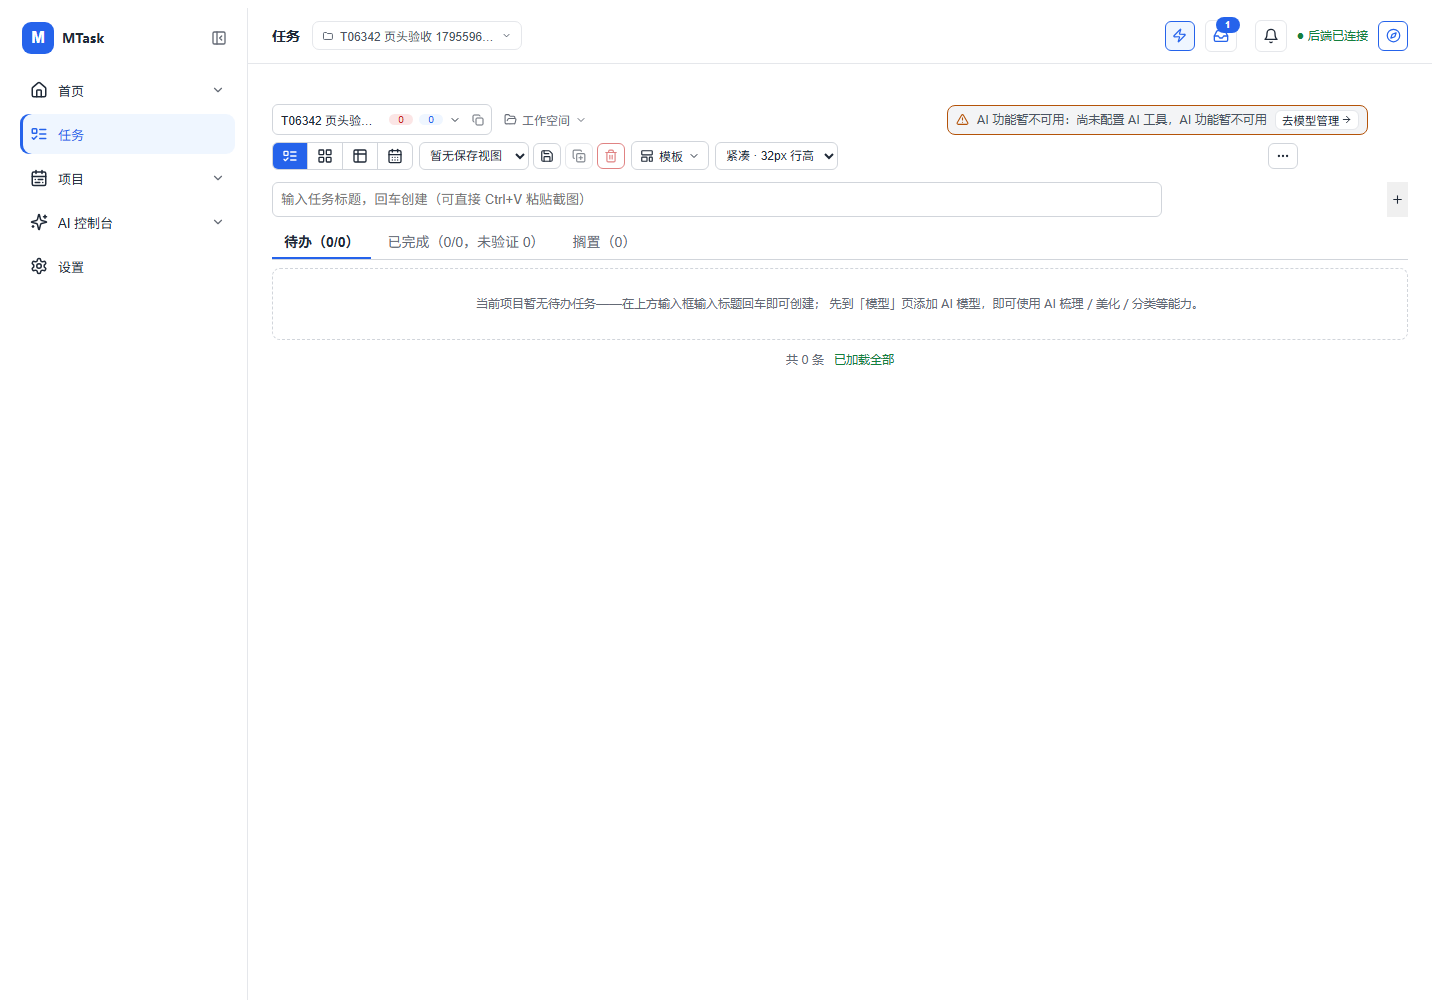 M MTask
首页
任务
项目
AI 控制台
设置
任务 T06342 页头验收 1795596... 1 后端已连接
T06342 页头验... 0 0 工作空间 AI 功能暂不可用：尚未配置 AI 工具，AI 功能暂不可用 去模型管理
暂无保存视图 模板 紧凑 · 32px 行高
输入任务标题，回车创建（可直接 Ctrl+V 粘贴截图）
待办（0/0） 已完成（0/0，未验证 0） 搁置（0）
当前项目暂无待办任务——在上方输入框输入标题回车即可创建； 先到「模型」页添加 AI 模型，即可使用 AI 梳理 / 美化 / 分类等能力。
共 0 条 已加载全部